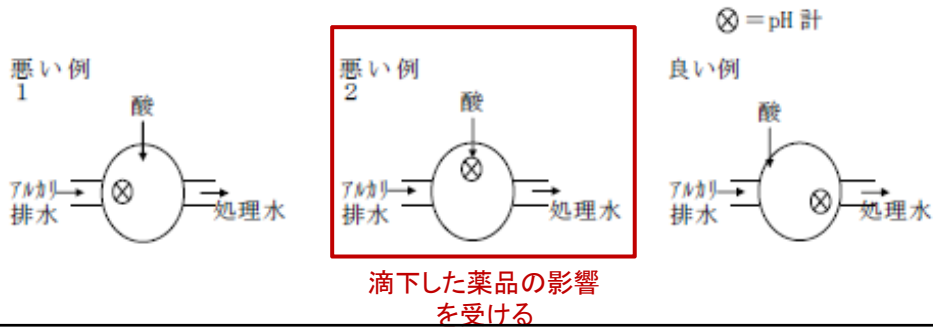 ⊗＝pH 計
悪い例
1
酸
アルカリ
排水
処理水
悪い例
2
酸
アルカリ
排水
処理水
良い例
酸
アルカリ
排水
処理水
滴下した薬品の影響
を受ける